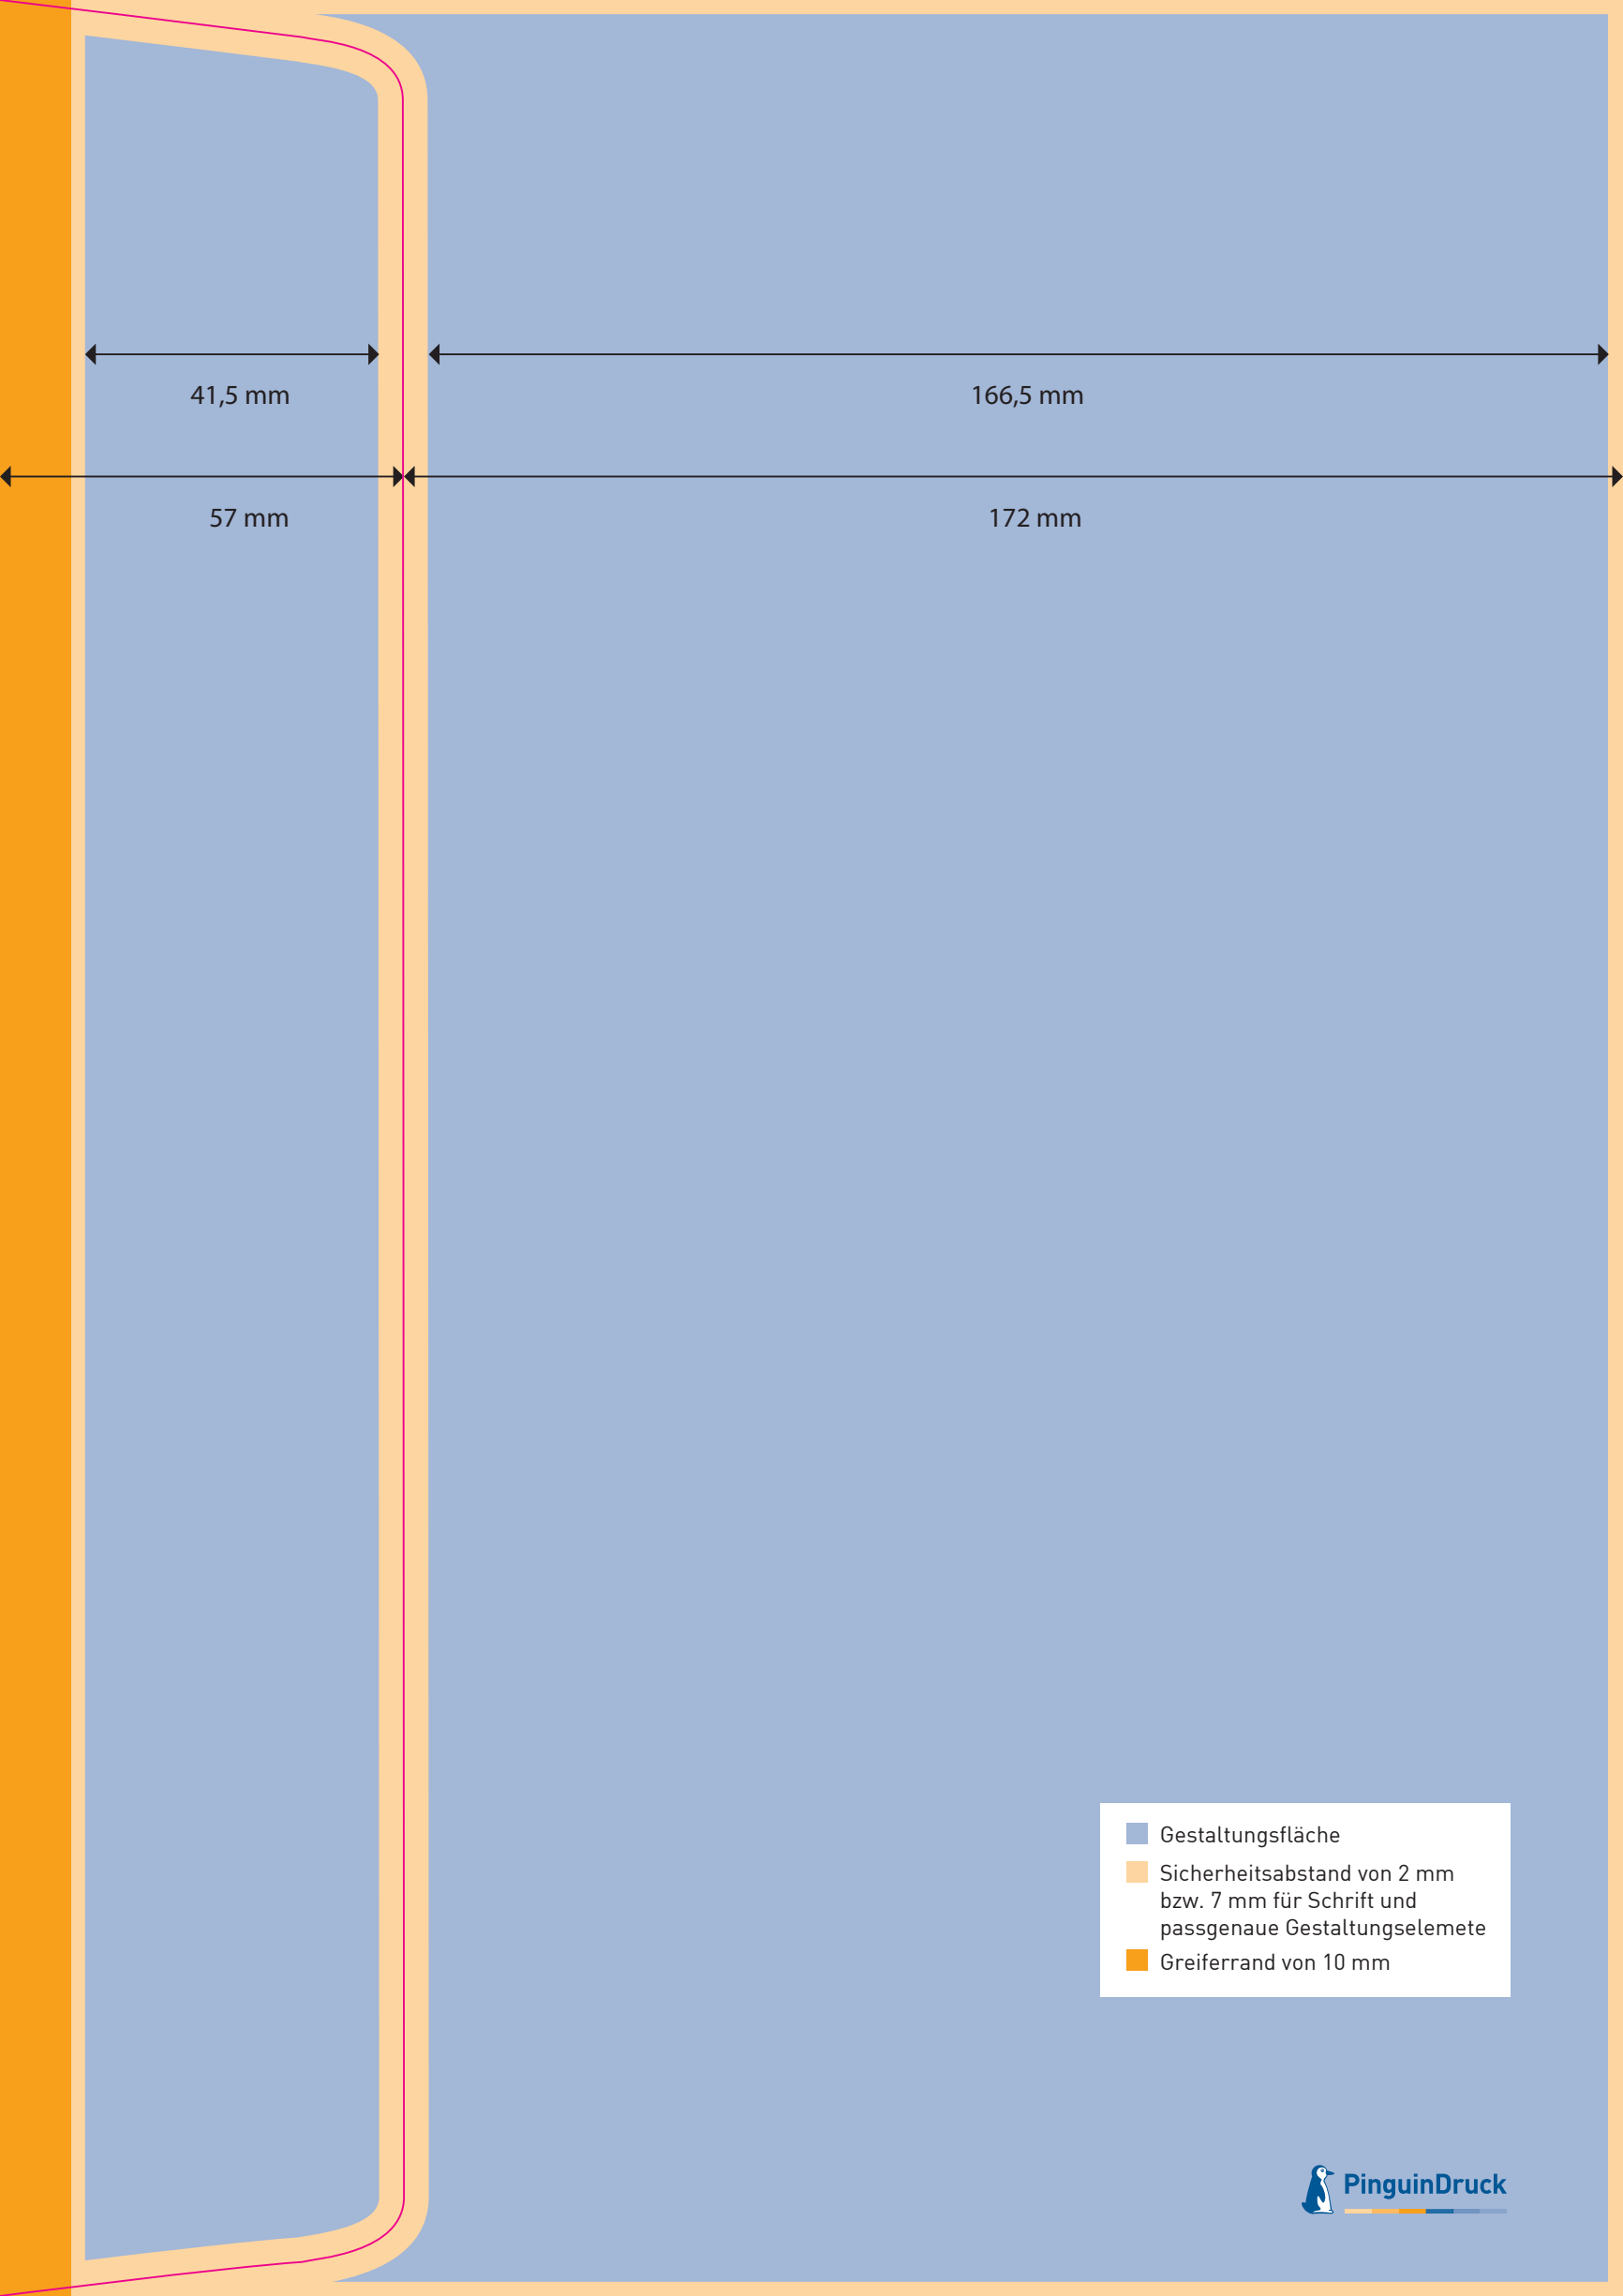 41,5 mm
166,5 mm
57 mm
172 mm
Gestaltungsfläche
Sicherheitsabstand von 2 mm
bzw. 7 mm für Schrift und
passgenaue Gestaltungselemete
Greiferrand von 10 mm
PinguinDruck